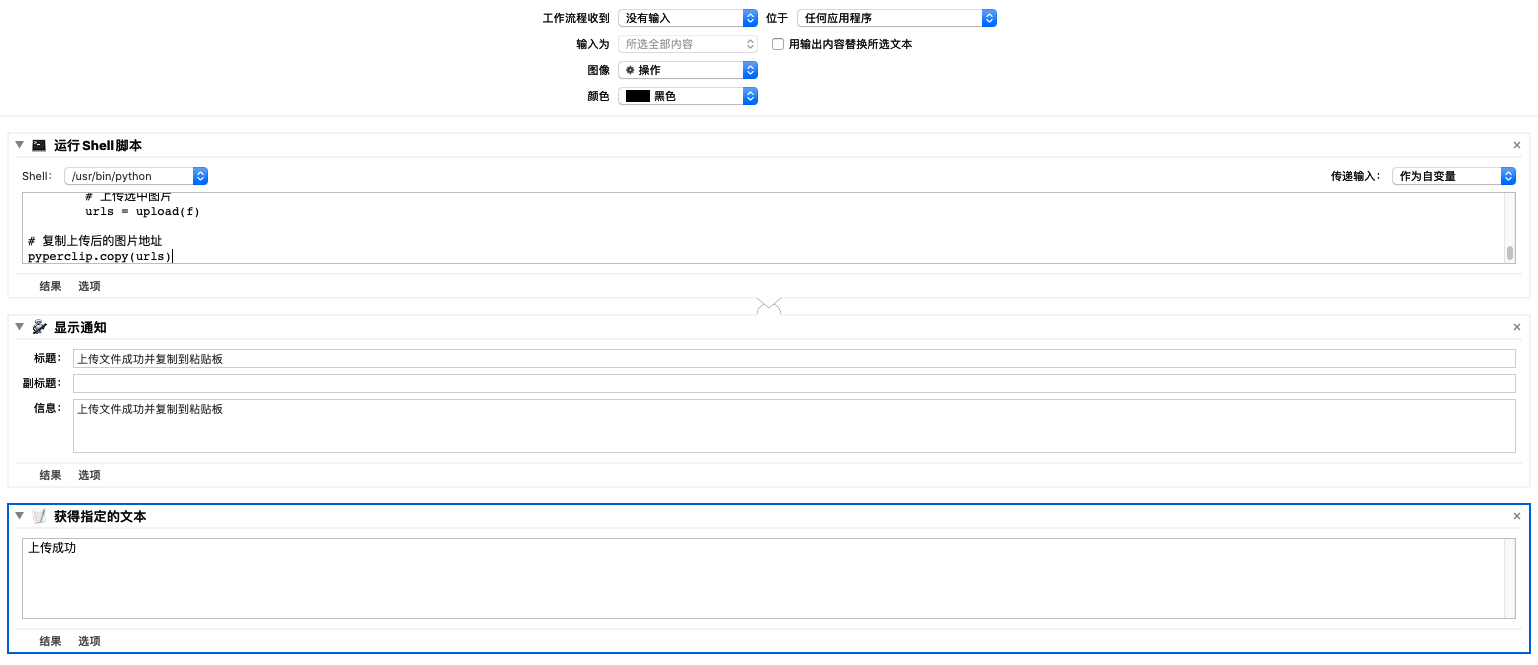 工作流程收到 没有输入 位于 任何应用程序
输入为 所选全部内容 用输出内容替换所选文本
图像 操作
颜色 黑色
运行 Shell 脚本
Shell: /usr/bin/python 传递输入: 作为自变量
# 上传选中图片
urls = upload(f)
# 复制上传后的图片地址
pyperclip.copy(urls)
结果 选项
显示通知
标题: 上传文件成功并复制到粘贴板
副标题:
信息: 上传文件成功并复制到粘贴板
结果 选项
获得指定的文本
上传成功
结果 选项